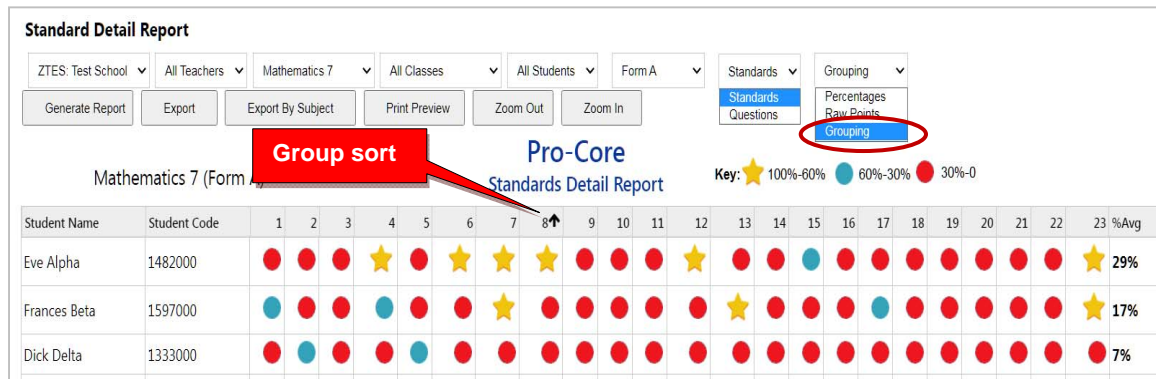 Standard Detail Report
ZTES: Test School All Teachers Mathematics 7 All Classes All Students Form A Standards Grouping
Standards Percentages
Generate Report Export Export By Subject Print Preview Zoom Out Zoom In
Questions Raw Points
Grouping
Group sort
Pro-Core
Mathematics 7 (Form A)
Standards Detail Report
Key: 100%-60% 60%-30% 30%-0
Student Name Student Code 1 2 3 4 5 6 7 8 9 10 11 12 13 14 15 16 17 18 19 20 21 22 23 %Avg
Eve Alpha 1482000 29%
Frances Beta 1597000 17%
Dick Delta 1333000 7%